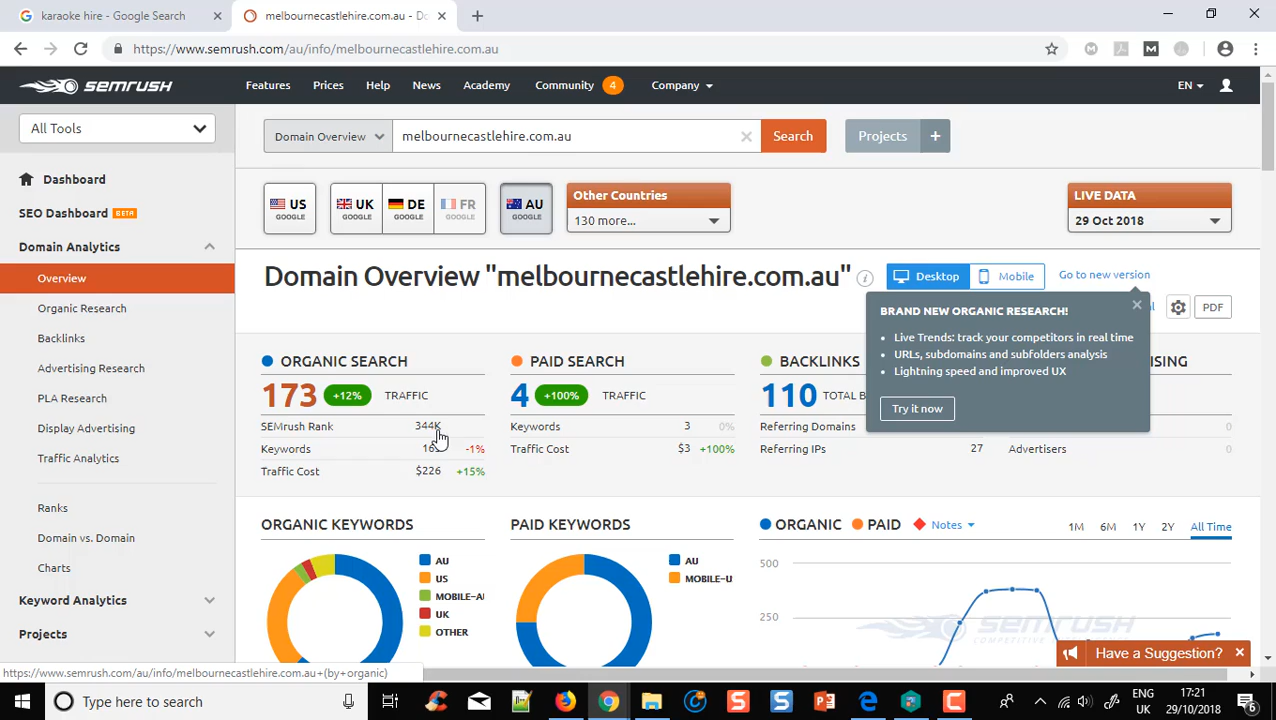 karaoke hire - Google Search
melbournecastlehire.com.au - Do
https://www.semrush.com/au/info/melbournecastlehire.com.au
SEMRUSH
Features
Prices
Help
News
Academy
Community 4
Company
EN
All Tools
Domain Overview
melbournecastlehire.com.au
Search
Projects +
Dashboard
SEO Dashboard BETA
Domain Analytics
Overview
Organic Research
Backlinks
Advertising Research
PLA Research
Display Advertising
Traffic Analytics
Ranks
Domain vs. Domain
Charts
Keyword Analytics
Projects
US GOOGLE
UK GOOGLE
DE GOOGLE
FR GOOGLE
AU GOOGLE
Other Countries
130 more...
LIVE DATA
29 Oct 2018
Domain Overview "melbournecastlehire.com.au"
Desktop
Mobile
Go to new version
PDF
BRAND NEW ORGANIC RESEARCH!
Live Trends: track your competitors in real time
URLs, subdomains and subfolders analysis
Lightning speed and improved UX
Try it now
ORGANIC SEARCH
173 +12% TRAFFIC
SEMrush Rank 344K
Keywords -1%
Traffic Cost $226 +15%
PAID SEARCH
4 +100% TRAFFIC
Keywords 3 0%
Traffic Cost $3 +100%
BACKLINKS
110 TOTAL B
Referring Domains
Referring IPs 27
0
Advertisers 0
ORGANIC KEYWORDS
AU
US
MOBILE-AU
UK
OTHER
PAID KEYWORDS
AU
MOBILE-U
ORGANIC
PAID
Notes
1M
6M
1Y
2Y
All Time
500
250
SEMRUSH
Have a Suggestion?
https://www.semrush.com/au/info/melbournecastlehire.com.au+(by+organic)
Type here to search
ENG
UK
17:21
29/10/2018
6